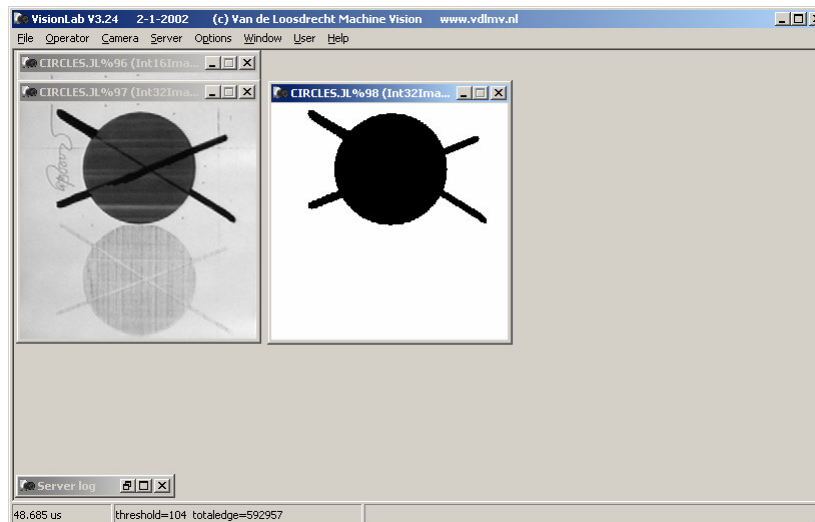 VisionLab V3.24 2-1-2002 (c) Van de Loosdrecht Machine Vision www.vdlmv.nl
File Operator Camera Server Options Window User Help
CIRCLES.JL%96 (Int16Ima...
CIRCLES.JL%97 (Int32Ima...
CIRCLES.JL%98 (Int32Ima...
Server log
48.685 us threshold=104 totaledge=592957